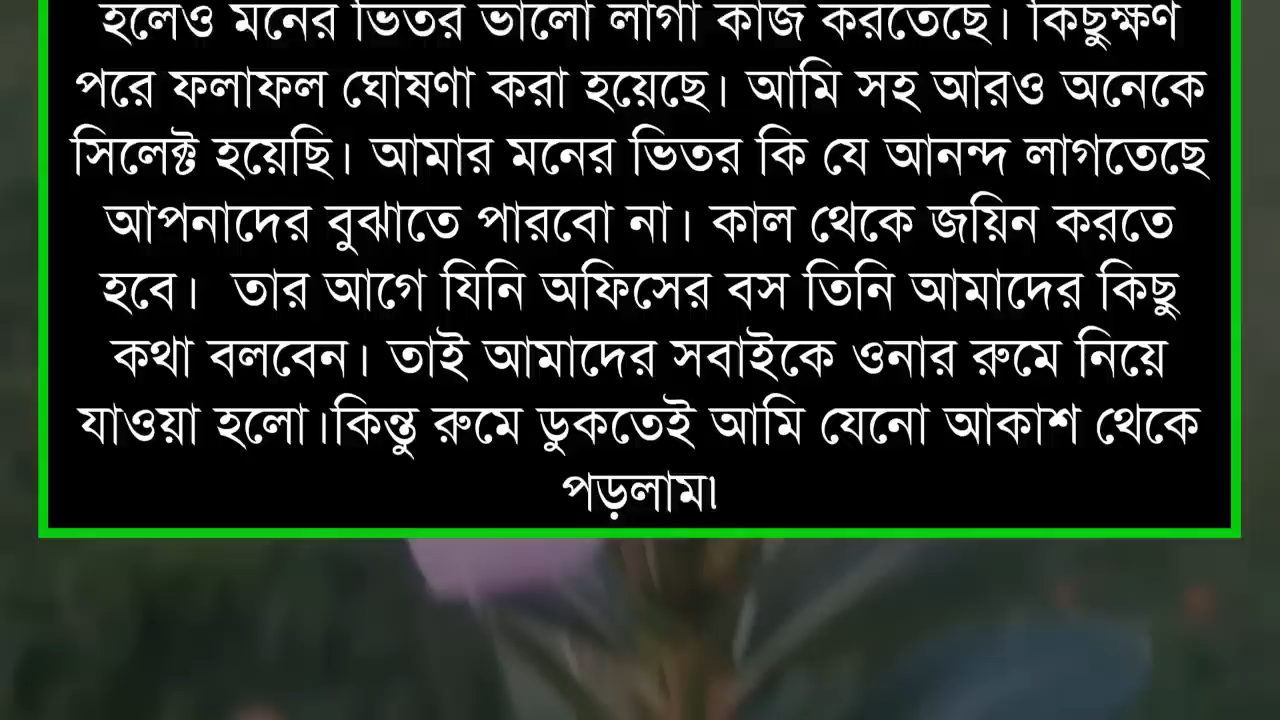 হলেও মনের ভিতর ভালো লাগা কাজ করতেছে। কিছুক্ষণ
পরে ফলাফল ঘোষণা করা হয়েছে। আমি সহ আরও অনেকে
সিলেক্ট হয়েছি। আমার মনের ভিতর কি যে আনন্দ লাগতেছে
আপনাদের বুঝাতে পারবো না। কাল থেকে জয়িন করতে
হবে।  তার আগে যিনি অফিসের বস তিনি আমাদের কিছু
কথা বলবেন। তাই আমাদের সবাইকে ওনার রুমে নিয়ে
যাওয়া হলো।কিন্তু রুমে ডুকতেই আমি যেনো আকাশ থেকে
পড়লাম৷